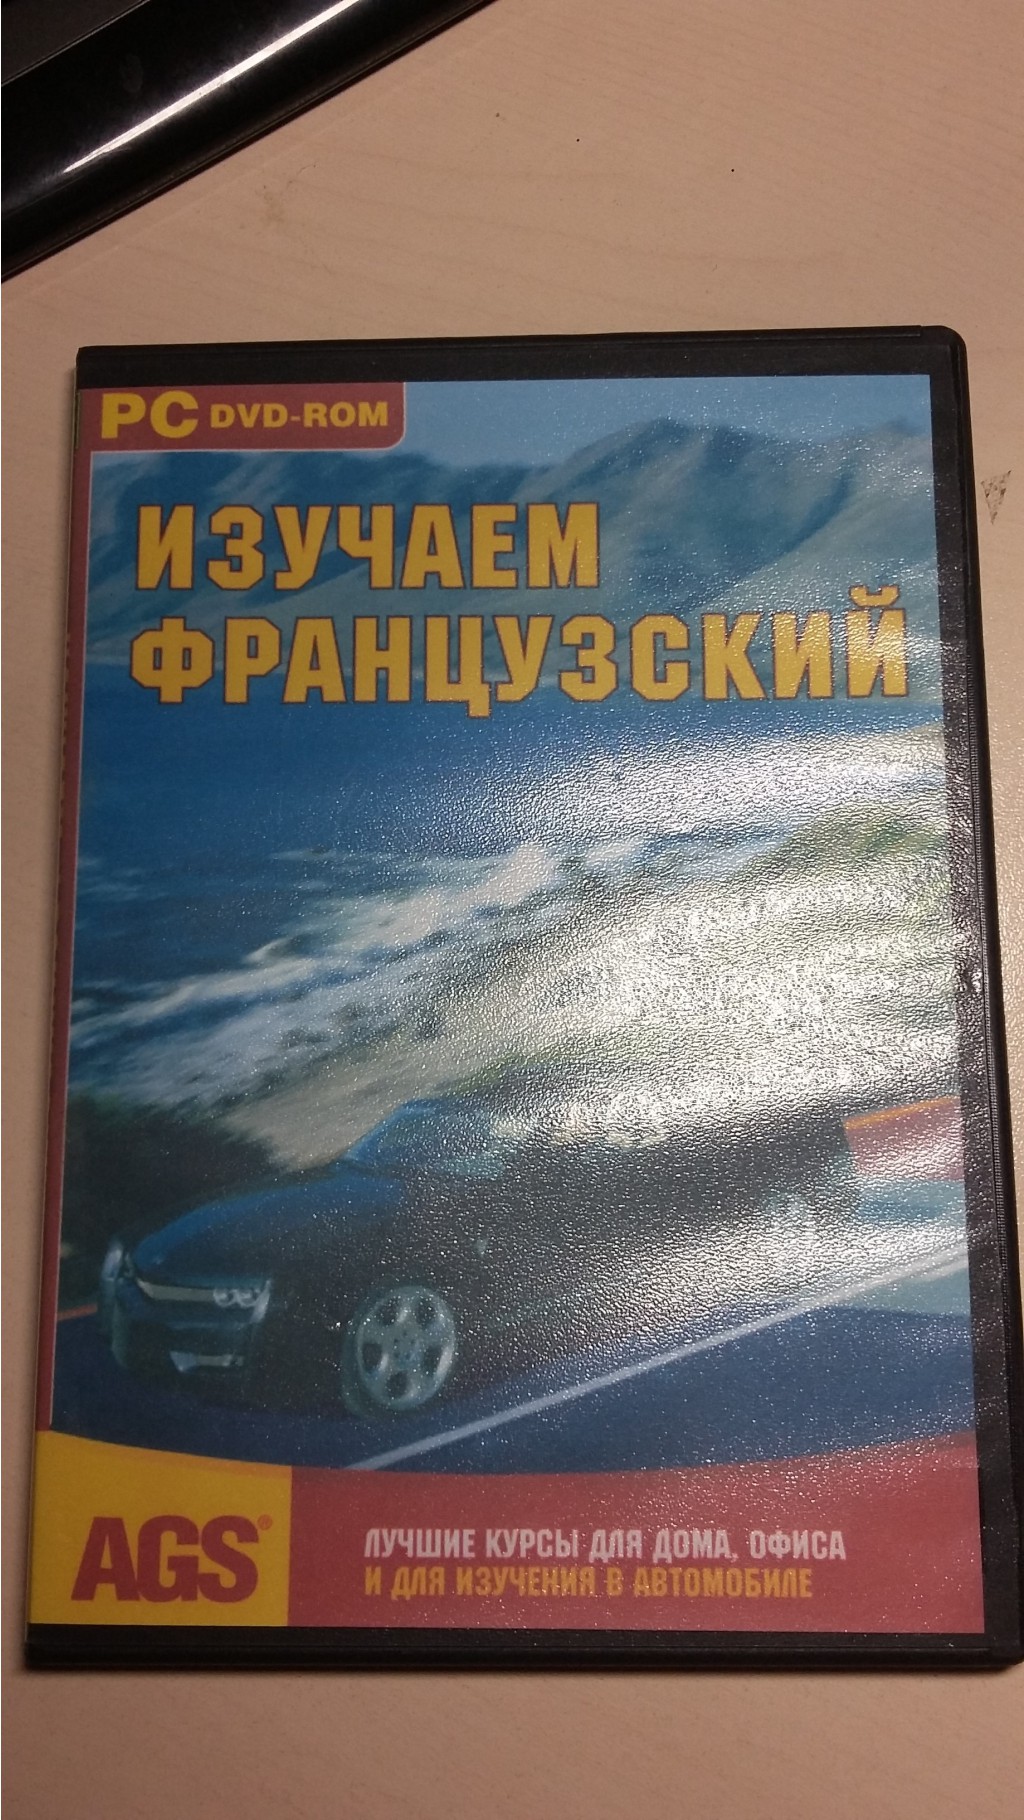 PC DVD-ROM
ИЗУЧАЕМ
ФРАНЦУЗСКИЙ
AGS®
ЛУЧШИЕ КУРСЫ ДЛЯ ДОМА, ОФИСА
И ДЛЯ ИЗУЧЕНИЯ В АВТОМОБИЛЕ